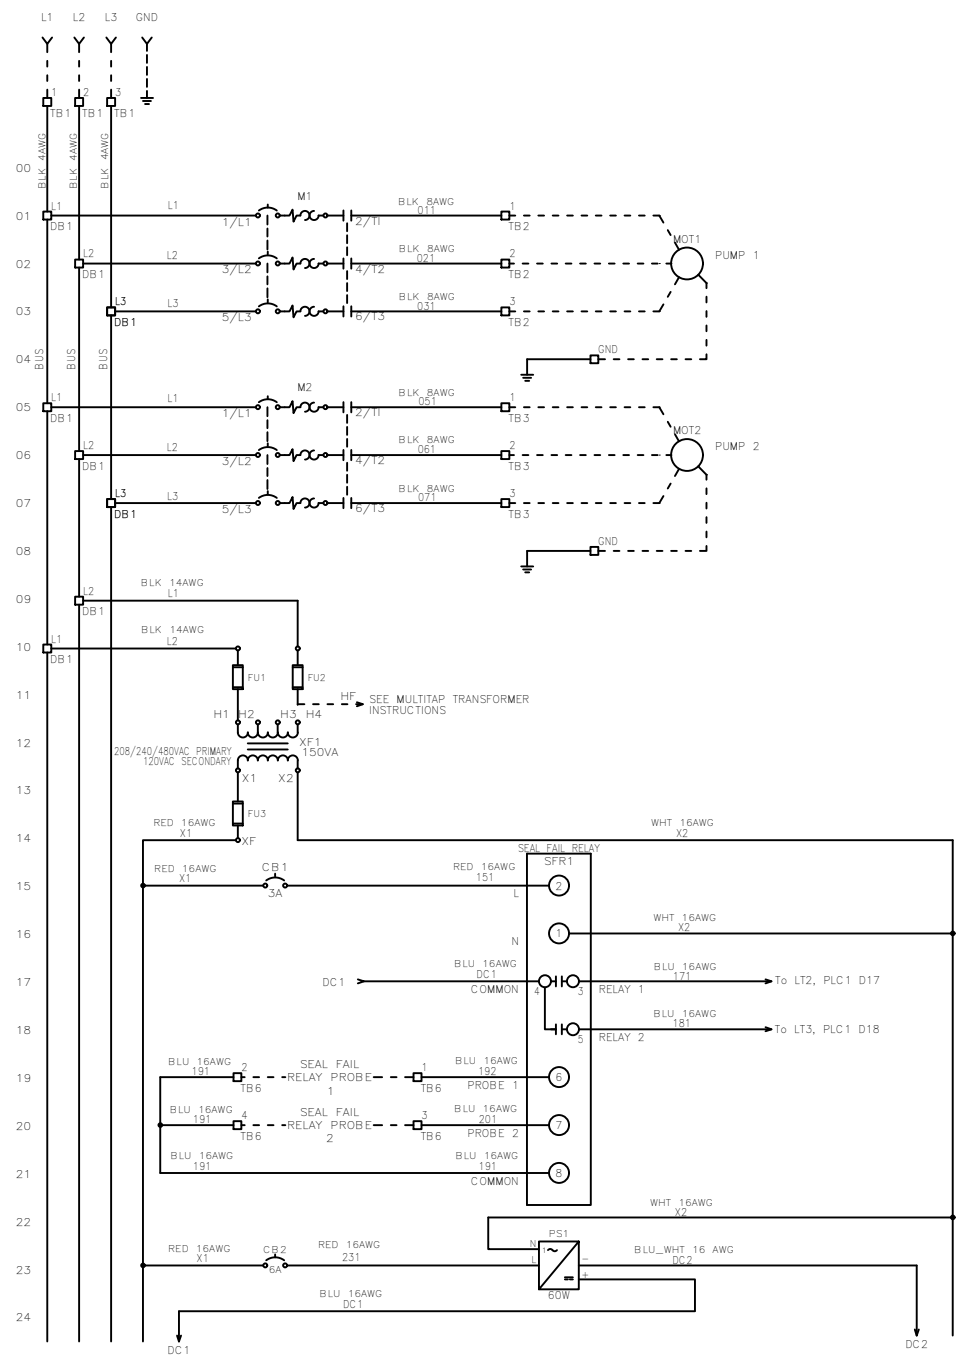 L1 L2 L3 GND
1 2 3
TB1 TB1 TB1
BLK 4AWG BLK 4AWG BLK 4AWG
00
M1
01 L1 L1 BLK 8AWG 1
DB1 1/L1 2/T1 011 TB2
MOT1
02 L2 L2 BLK 8AWG 2 PUMP 1
DB1 3/L2 4/T2 021 TB2
03 L3 L3 BLK 8AWG 3
DB1 5/L3 6/T3 031 TB2
04 BUS BUS BUS GND
M2
05 L1 L1 BLK 8AWG 1
DB1 1/L1 2/T1 051 TB3
MOT2
06 L2 L2 BLK 8AWG 2 PUMP 2
DB1 3/L2 4/T2 061 TB3
07 L3 L3 BLK 8AWG 3
DB1 5/L3 6/T3 071 TB3
08 GND
BLK 14AWG
09 L2 L1
DB1
BLK 14AWG
10 L1 L2
DB1
FU1 FU2
11 HF SEE MULTITAP TRANSFORMER
INSTRUCTIONS
H1 H2 H3 H4
12 XF1
208/240/480VAC PRIMARY 150VA
120VAC SECONDARY
X1 X2
13
FU3
RED 16AWG WHT 16AWG
14 X1 XF X2
SEAL FAIL RELAY
SFR1
RED 16AWG CB1 RED 16AWG
15 X1 3A 151 2
L
WHT 16AWG
16 N 1 X2
BLU 16AWG BLU 16AWG
17 DC1 DC1 171 To LT2, PLC1 D17
COMMON 4 3 RELAY 1
BLU 16AWG
18 181 To LT3, PLC1 D18
5 RELAY 2
BLU 16AWG 2 SEAL FAIL 1 BLU 16AWG
19 191 RELAY PROBE 192 6
TB6 1 TB6 PROBE 1
BLU 16AWG 4 SEAL FAIL 3 BLU 16AWG
20 191 RELAY PROBE 201 7
TB6 2 TB6 PROBE 2
BLU 16AWG BLU 16AWG
21 191 191 8
COMMON
WHT 16AWG
22 X2
PS1
RED 16AWG CB2 RED 16AWG N 1 BLU_WHT 16 AWG
23 X1 6A 231 L - DC2
+
BLU 16AWG 60W
DC1
24
DC1 DC2